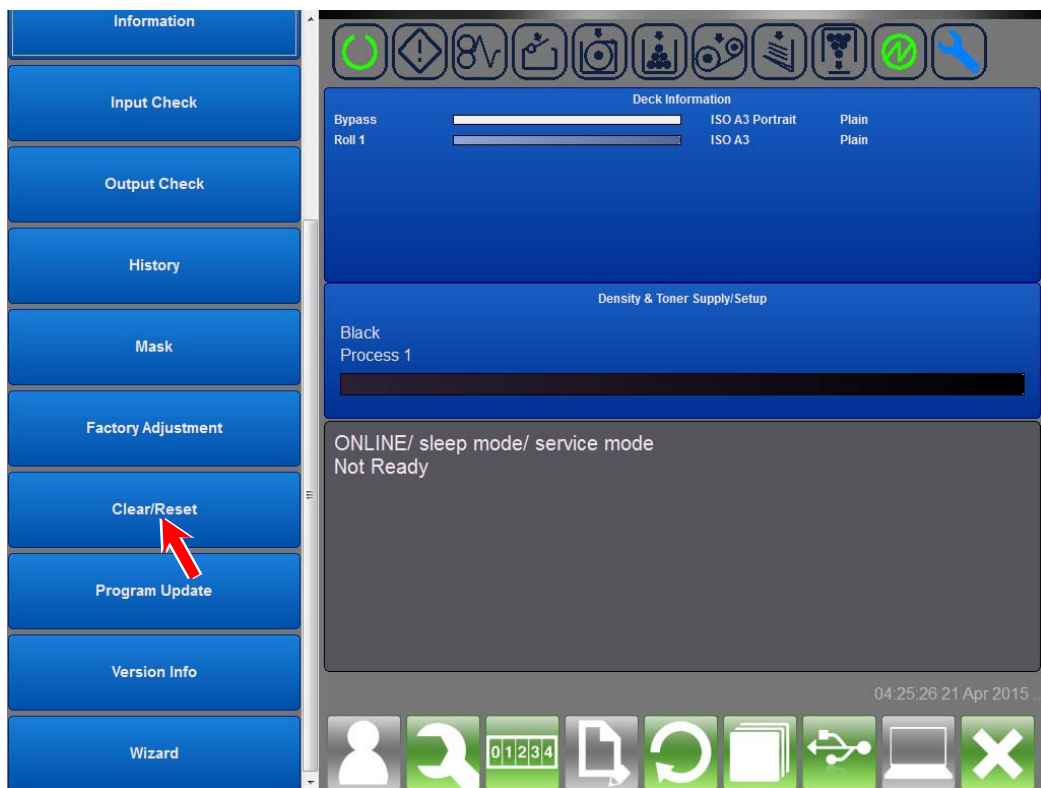 Information
Input Check
Output Check
History
Mask
Factory Adjustment
Clear/Reset
Program Update
Version Info
Wizard
Deck Information
Bypass ISO A3 Portrait Plain
Roll 1 ISO A3 Plain
Density & Toner Supply/Setup
Black
Process 1
ONLINE/ sleep mode/ service mode
Not Ready
04:25:26 21 Apr 2015 ..
01234